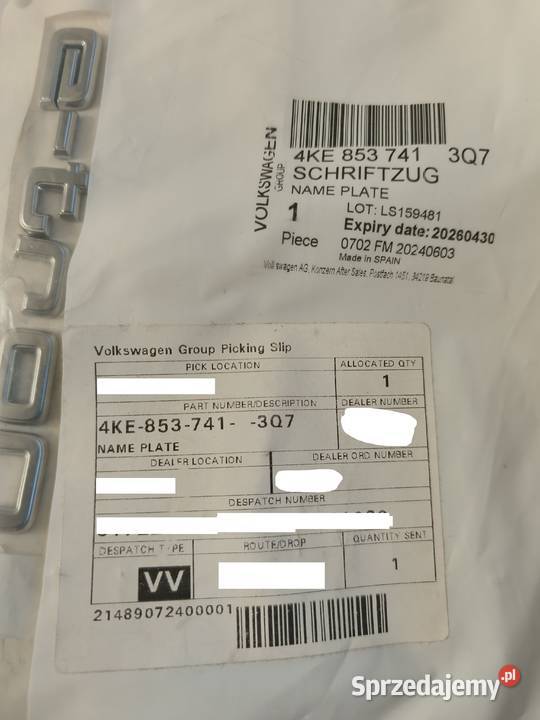 e-tron
VOLKSWAGEN
GROUP
4KE 853 741 3Q7
SCHRIFTZUG
NAME PLATE
1
Piece
LOT: LS159481
Expiry date: 20260430
0702 FM 20240603
Made in SPAIN
Volkswagen AG, Konzern After Sales, Postfach 1451, 34219 Baunatal
Volkswagen Group Picking Slip
PICK LOCATION
ALLOCATED QTY
1
PART NUMBER/DESCRIPTION
DEALER NUMBER
4KE-853-741- -3Q7
NAME PLATE
DEALER LOCATION
DEALER ORD NUMBER
DESPATCH NUMBER
DESPATCH TYPE
ROUTE/DROP
QUANTITY SENT
VV
1
21489072400001
Sprzedajemy.pl